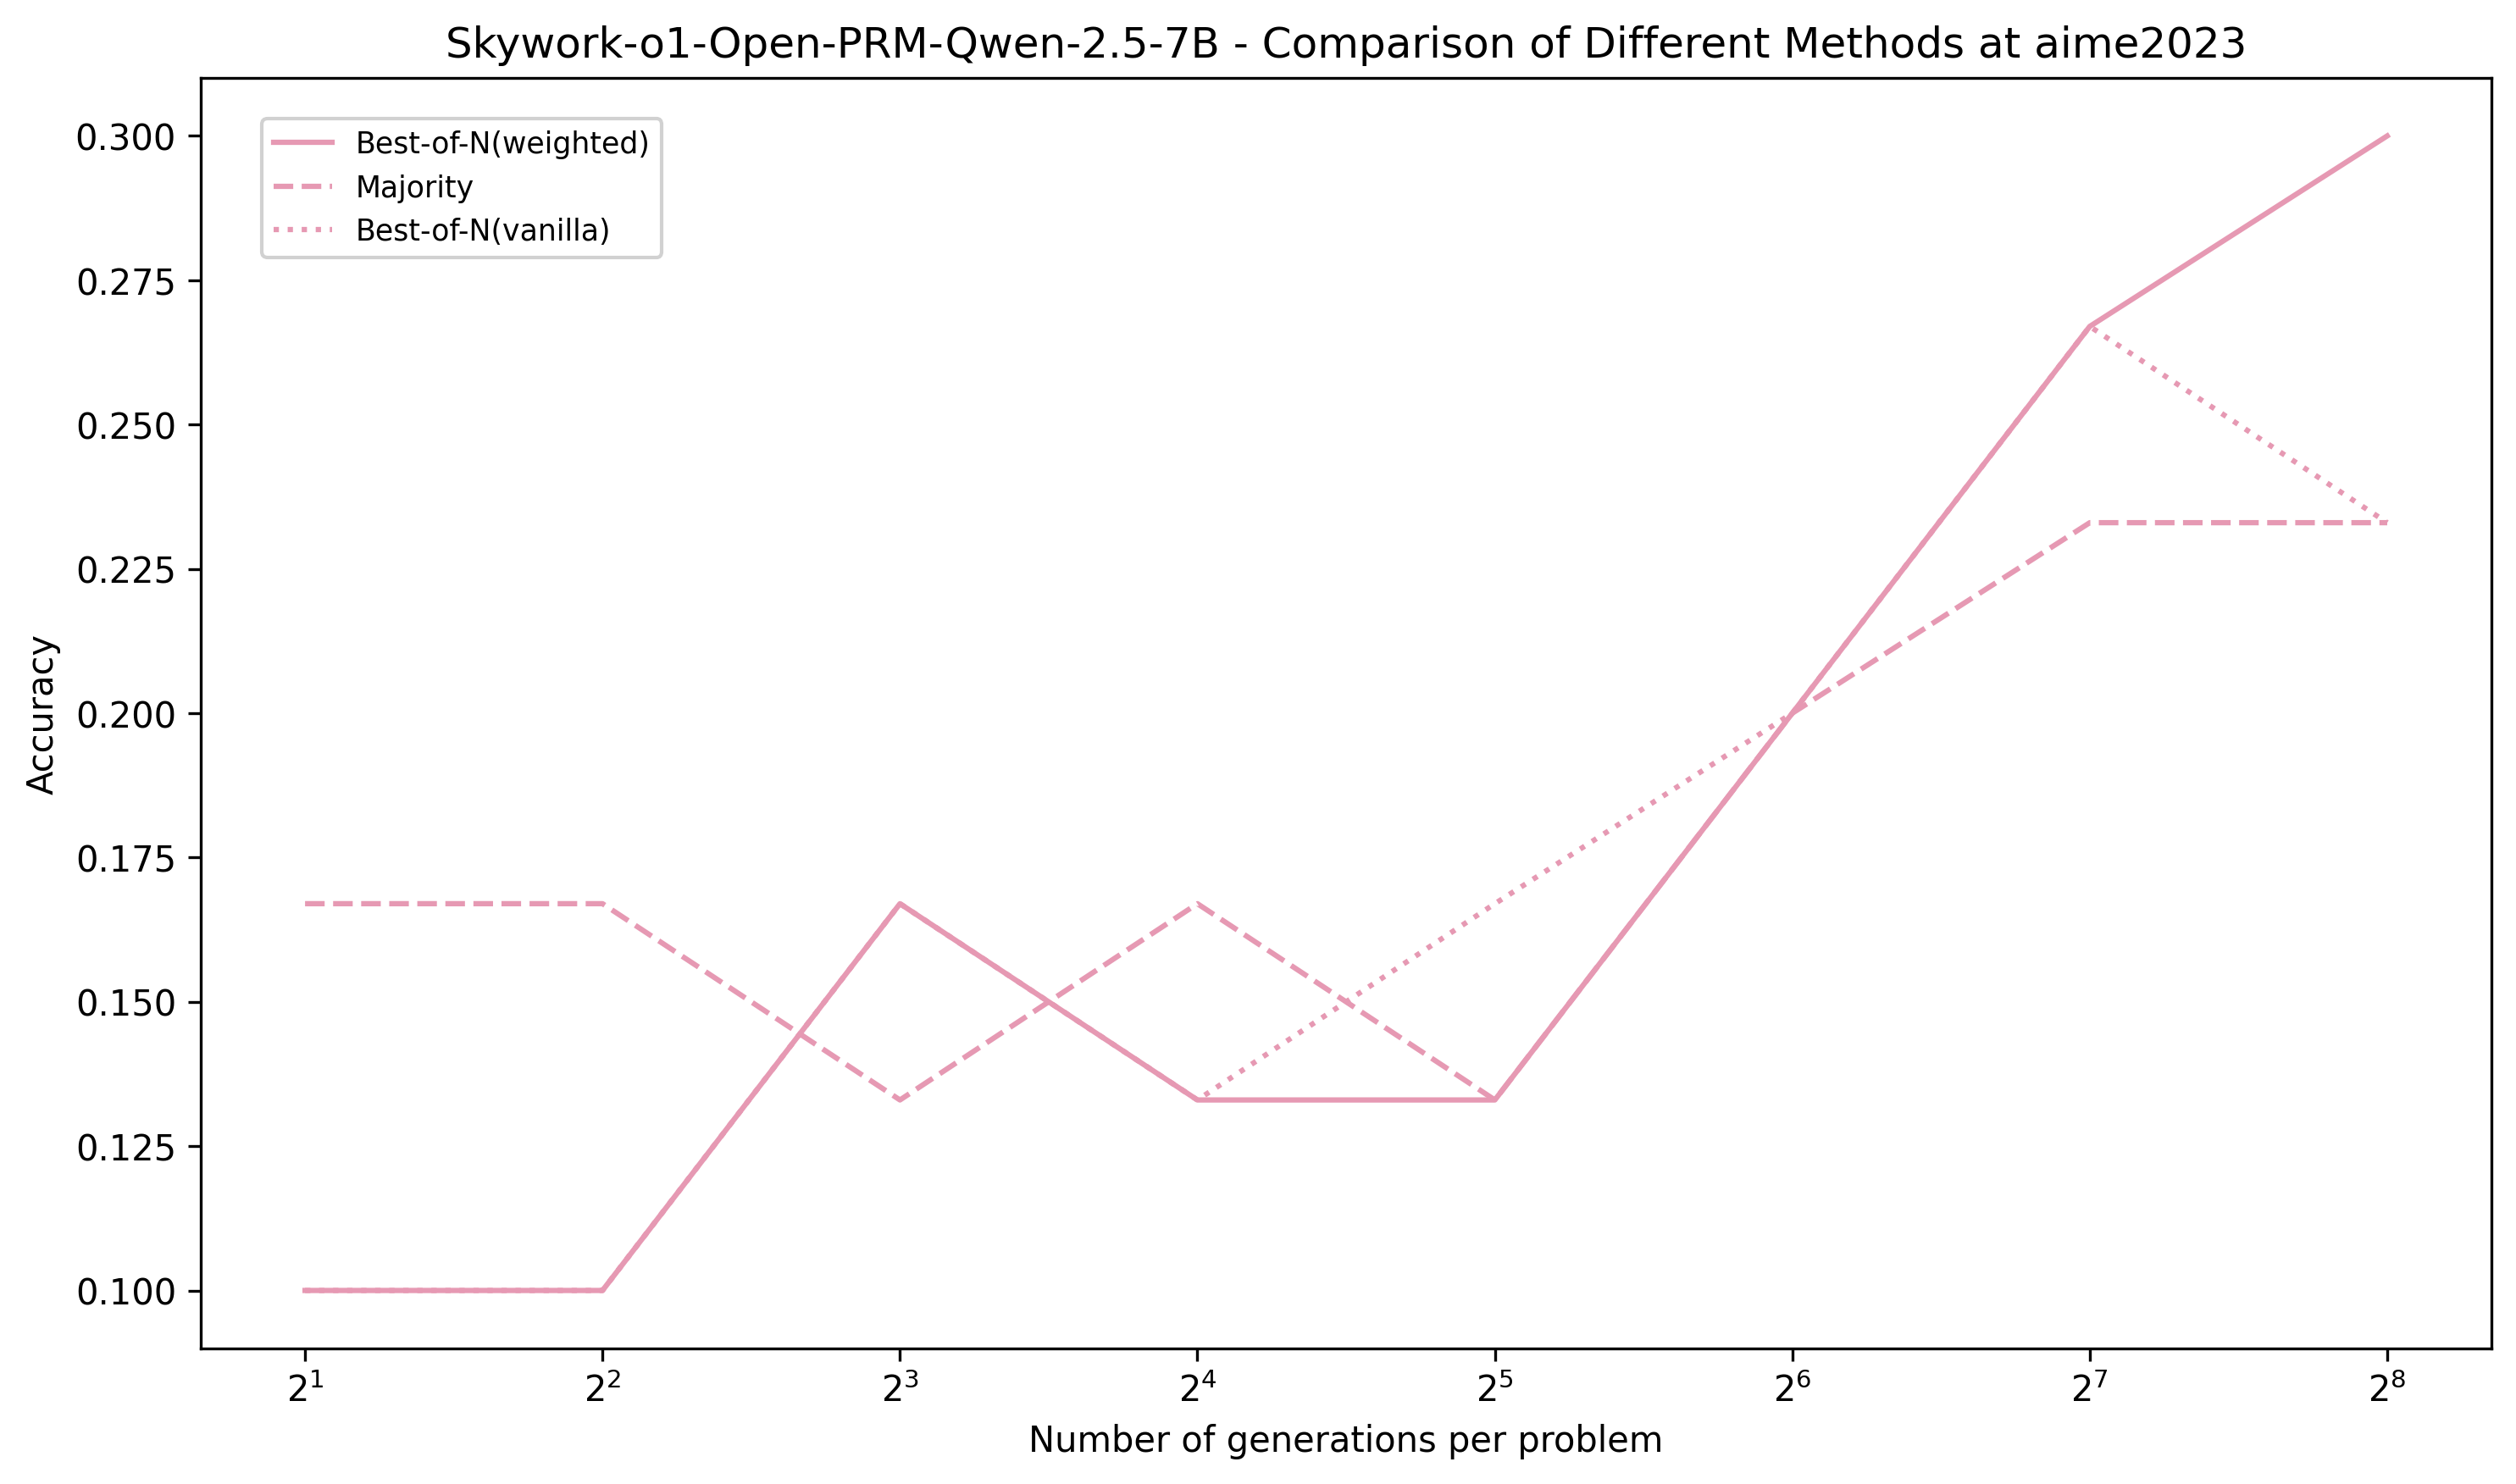 Skywork-o1-Open-PRM-Qwen-2.5-7B - Comparison of Different Methods at aime2023
Best-of-N(weighted)
Majority
Best-of-N(vanilla)
Accuracy
0.300
0.275
0.250
0.225
0.200
0.175
0.150
0.125
0.100
2¹ 2² 2³ 2⁴ 2⁵ 2⁶ 2⁷ 2⁸
Number of generations per problem